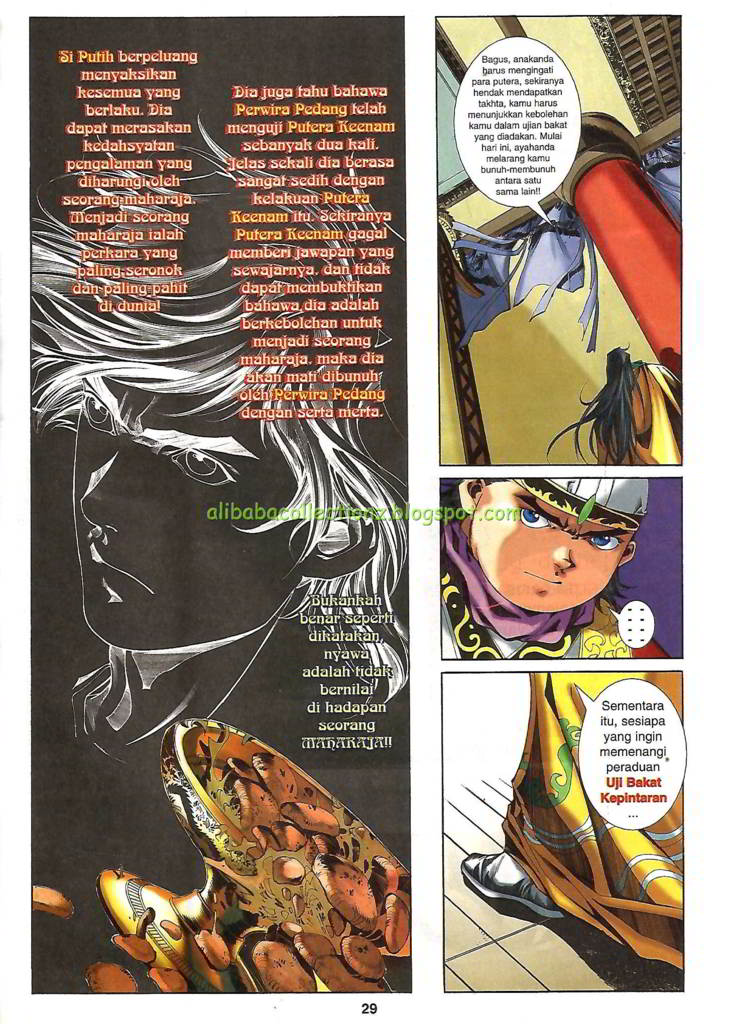 Si Putih berpeluang
menyaksikan
kesemua yang
berlaku. Dia
dapat merasakan
kedahsyatan
pengalaman yang
diharungi oleh
seorang maharaja.
Menjadi seorang
maharaja ialah
perkara yang
paling seronok
dan paling pahit
di dunia!
Dia juga tahu bahawa
Perwira Pedang telah
menguji Putera Keenam
sebanyak dua kali.
Jelas sekali dia berasa
sangat sedih dengan
kelakuan Putera
Keenam itu. Sekiranya
Putera Keenam gagal
memberi jawapan yang
sewajarnya, dan tidak
dapat membuktikan
bahawa dia adalah
berkebolehan untuk
menjadi seorang
maharaja, maka dia
akan mati dibunuh
oleh Perwira Pedang
dengan serta merta.
Bukankah
benar seperti
dikatakan,
nyawa
adalah tidak
bernilai
di hadapan
seorang
MAHARAJA!!
Bagus, anakanda
harus mengingati
para putera, sekiranya
hendak mendapatkan
takhta, kamu harus
menunjukkan kebolehan
kamu dalam ujian bakat
yang diadakan. Mulai
hari ini, ayahanda
melarang kamu
bunuh-membunuh
antara satu
sama lain!!
alibabacollectionz.blogspot.com
......
Sementara
itu, sesiapa
yang ingin
memenangi
peraduan
Uji Bakat
Kepintaran
...
29